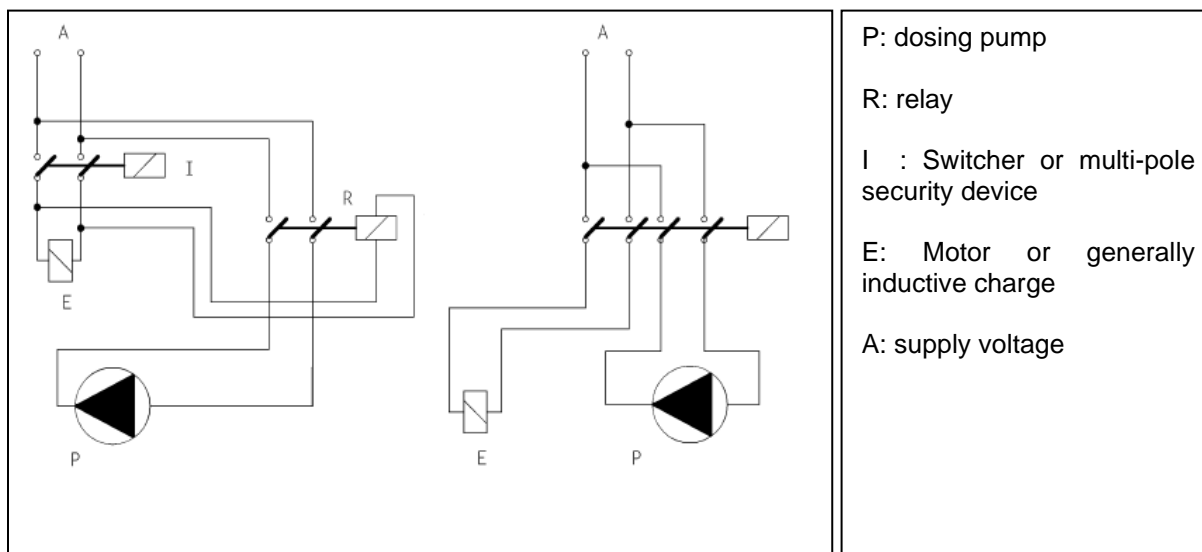 A
A
I
R
E
P
E
P
P: dosing pump
R: relay
I : Switcher or multi-pole
security device
E: Motor or generally
inductive charge
A: supply voltage